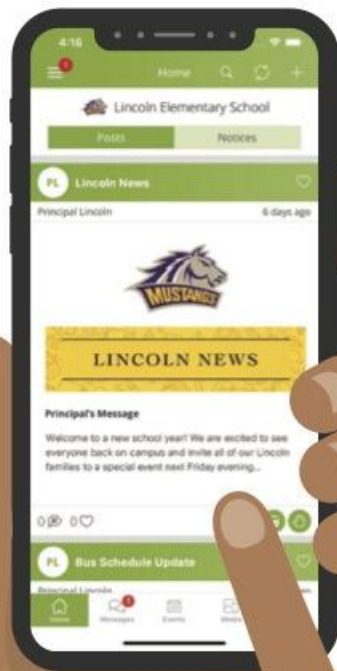 4:16
1
Home
Lincoln Elementary School
Posts Notices
PL Lincoln News
Principal Lincoln 6 days ago
MUSTANGS
LINCOLN NEWS
Principal's Message
Welcome to a new school year! We are excited to see
everyone back on campus and invite all of our Lincoln
families to a special event next Friday evening...
0 0
PL Bus Schedule Update
Principal Lincoln
1
Home Messages Events Media